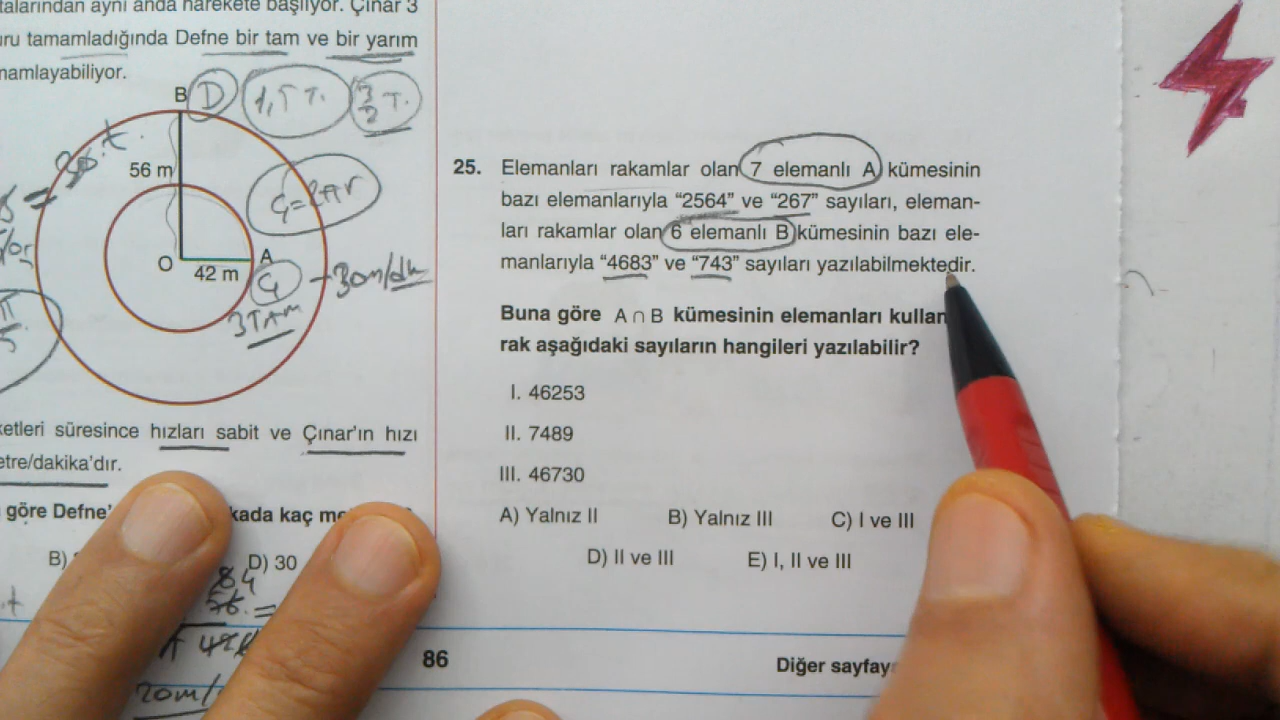 talarından aynı anda harekete başlıyor. Çınar 3
uru tamamladığında Defne bir tam ve bir yarım
namlayabiliyor.
B
D
1,5 T.
3/2 T.
56 m
Ç=2πr
O
42 m
A
Ç
30m/dk
3TAM
ketleri süresince hızları sabit ve Çınar'ın hızı
etre/dakika'dır.
göre Defne'
kada kaç me
B)
D) 30
84
20m/
25. Elemanları rakamlar olan 7 elemanlı A kümesinin
bazı elemanlarıyla “2564” ve “267” sayıları, eleman-
ları rakamlar olan 6 elemanlı B kümesinin bazı ele-
manlarıyla “4683” ve “743” sayıları yazılabilmektedir.
Buna göre A ∩ B kümesinin elemanları kullan
rak aşağıdaki sayıların hangileri yazılabilir?
I. 46253
II. 7489
III. 46730
A) Yalnız II B) Yalnız III C) I ve III
D) II ve III E) I, II ve III
86
Diğer sayfay